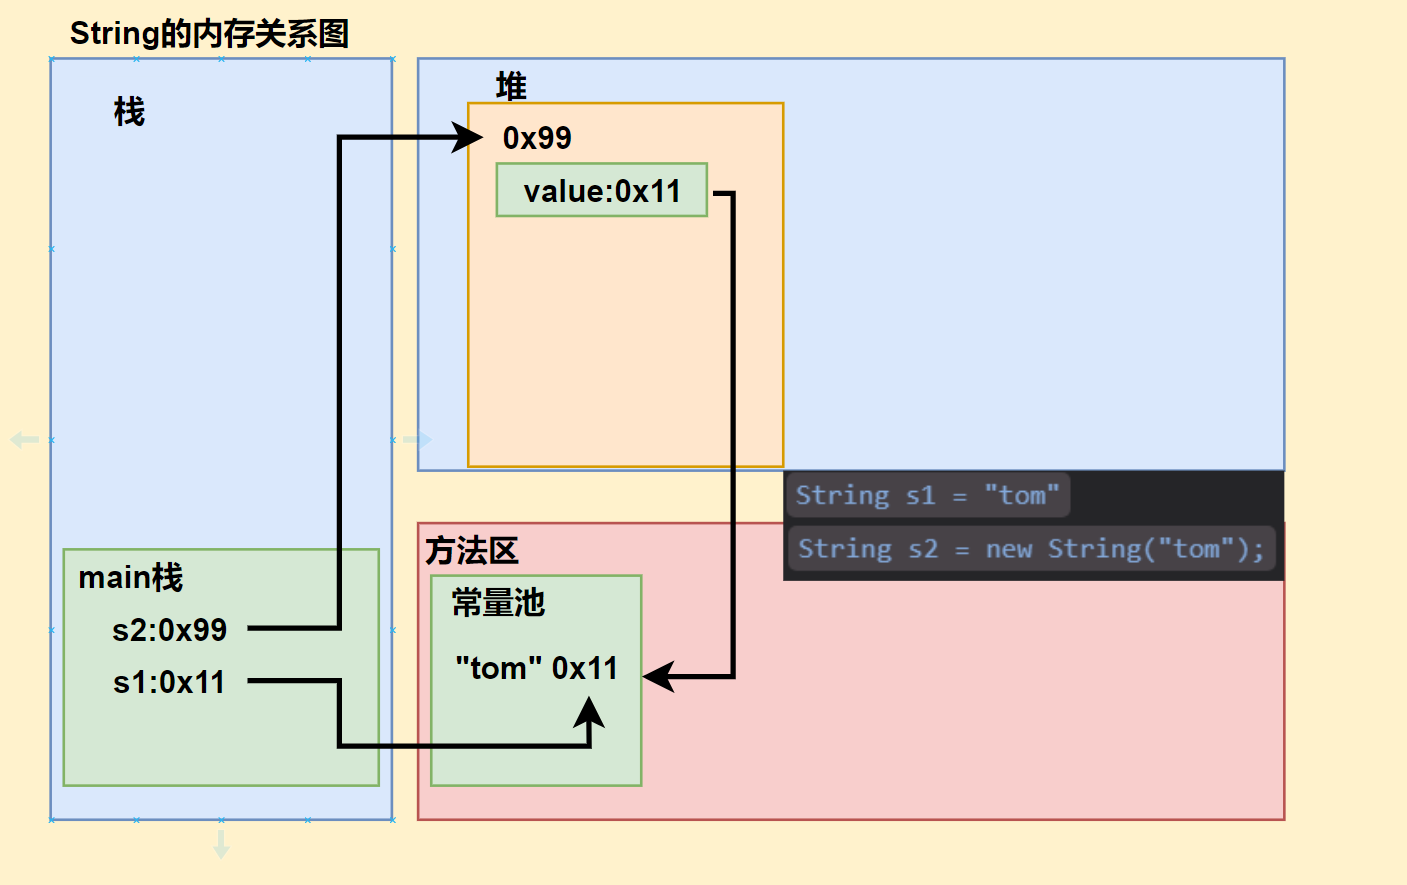 String的内存关系图
栈
堆
0x99
value:0x11
String s1 = "tom"
String s2 = new String("tom");
方法区
main栈
常量池
s2:0x99
"tom" 0x11
s1:0x11